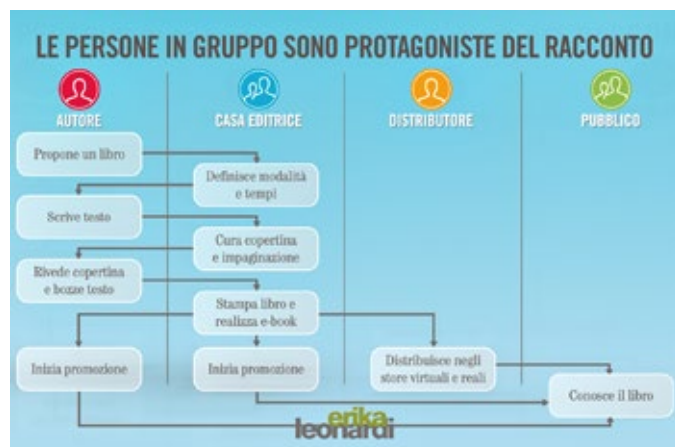 LE PERSONE IN GRUPPO SONO PROTAGONISTE DEL RACCONTO
AUTORE
CASA EDITRICE
DISTRIBUTORE
PUBBLICO
Propone un libro
Definisce modalità
e tempi
Scrive testo
Cura copertina
e impaginazione
Rivede copertina
e bozze testo
Stampa libro e
realizza e-book
Inizia promozione
Inizia promozione
Distribuisce negli
store virtuali e reali
Conosce il libro
erika
leonardi